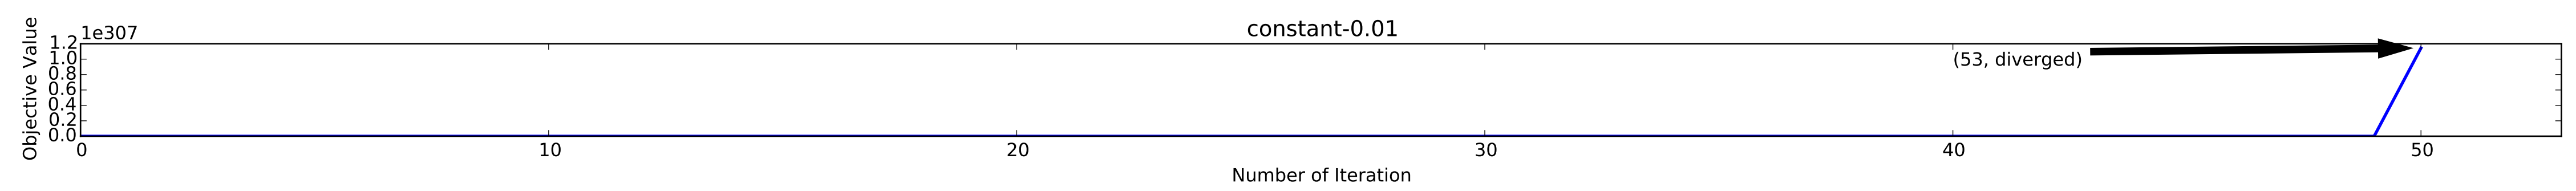 constant-0.01
1e307
Objective Value
1.2
1.0
0.8
0.6
0.4
0.2
0.0
(53, diverged)
0 10 20 30 40 50
Number of Iteration